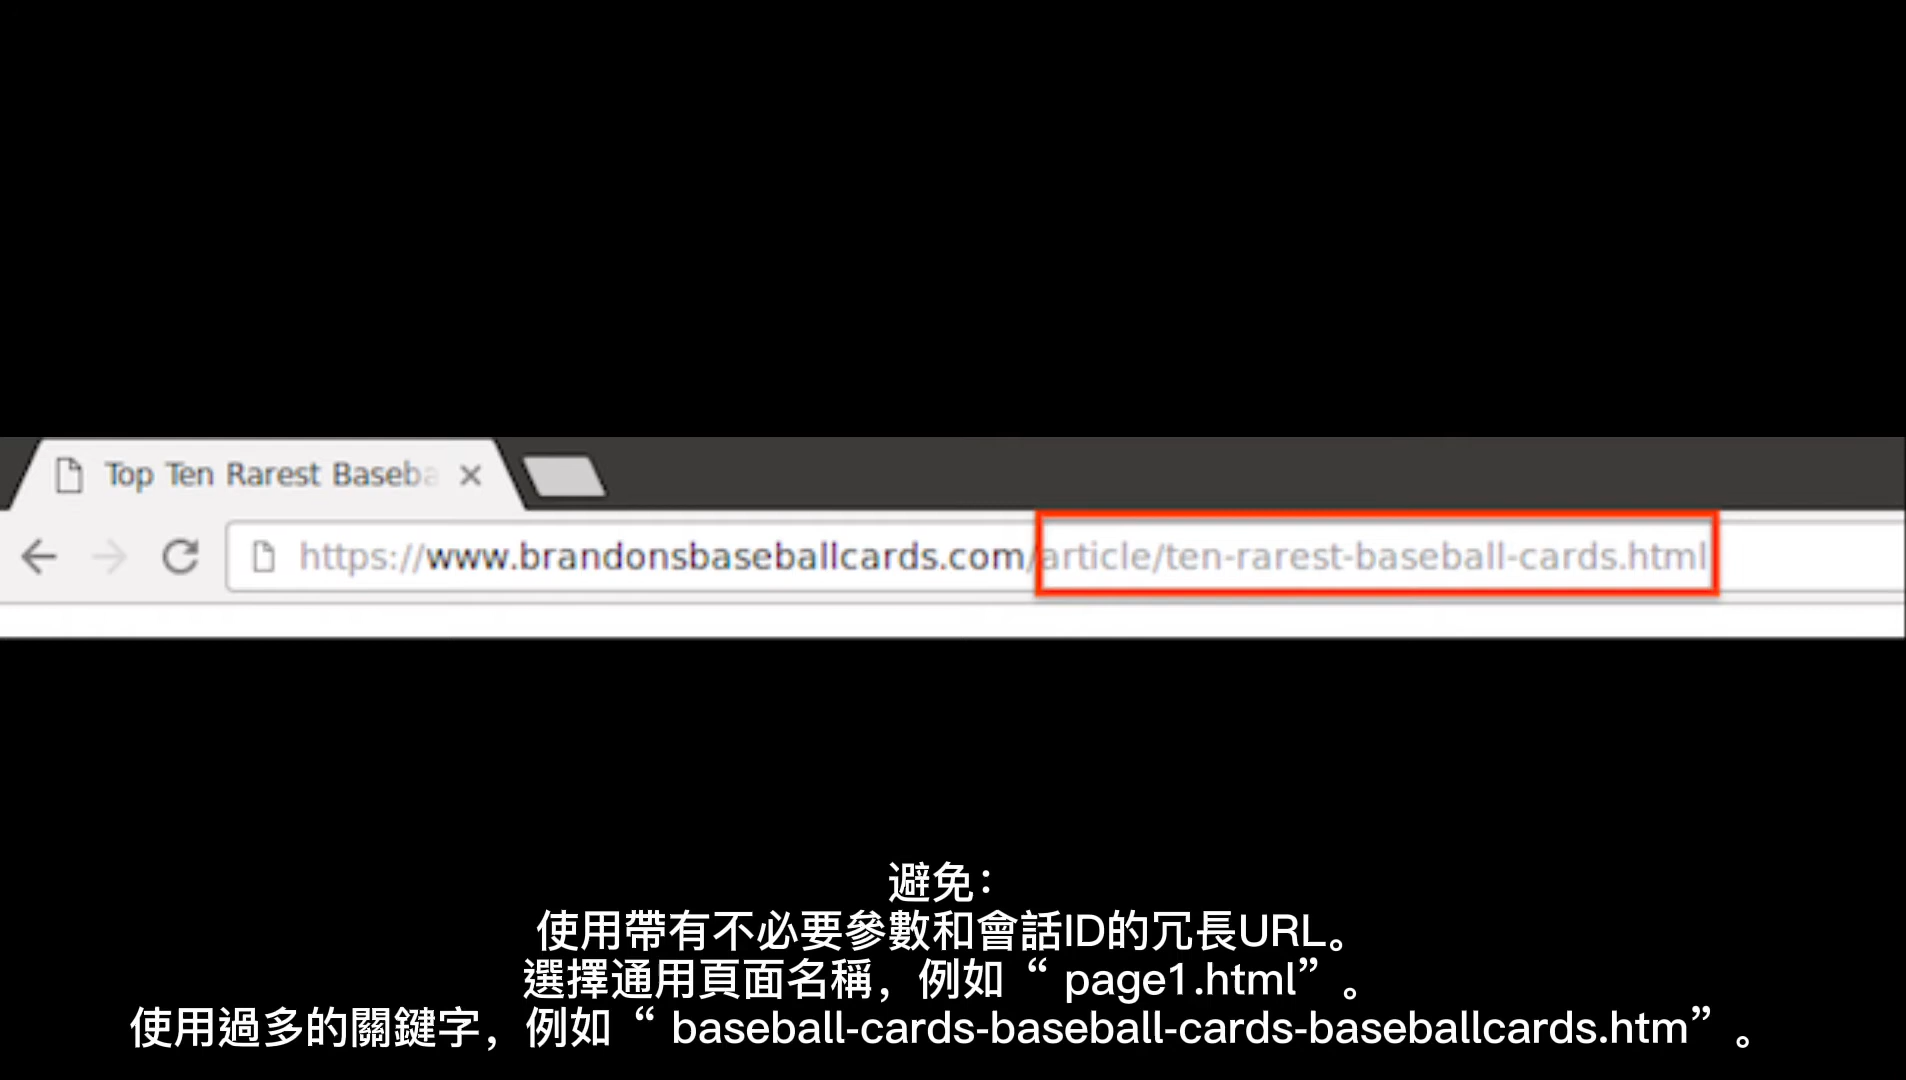 Top Ten Rarest Baseba
https://www.brandonsbaseballcards.com/article/ten-rarest-baseball-cards.html
避免：
使用帶有不必要參數和會話ID的冗長URL。
選擇通用頁面名稱，例如“ page1.html”。
使用過多的關鍵字，例如“ baseball-cards-baseball-cards-baseballcards.htm”。